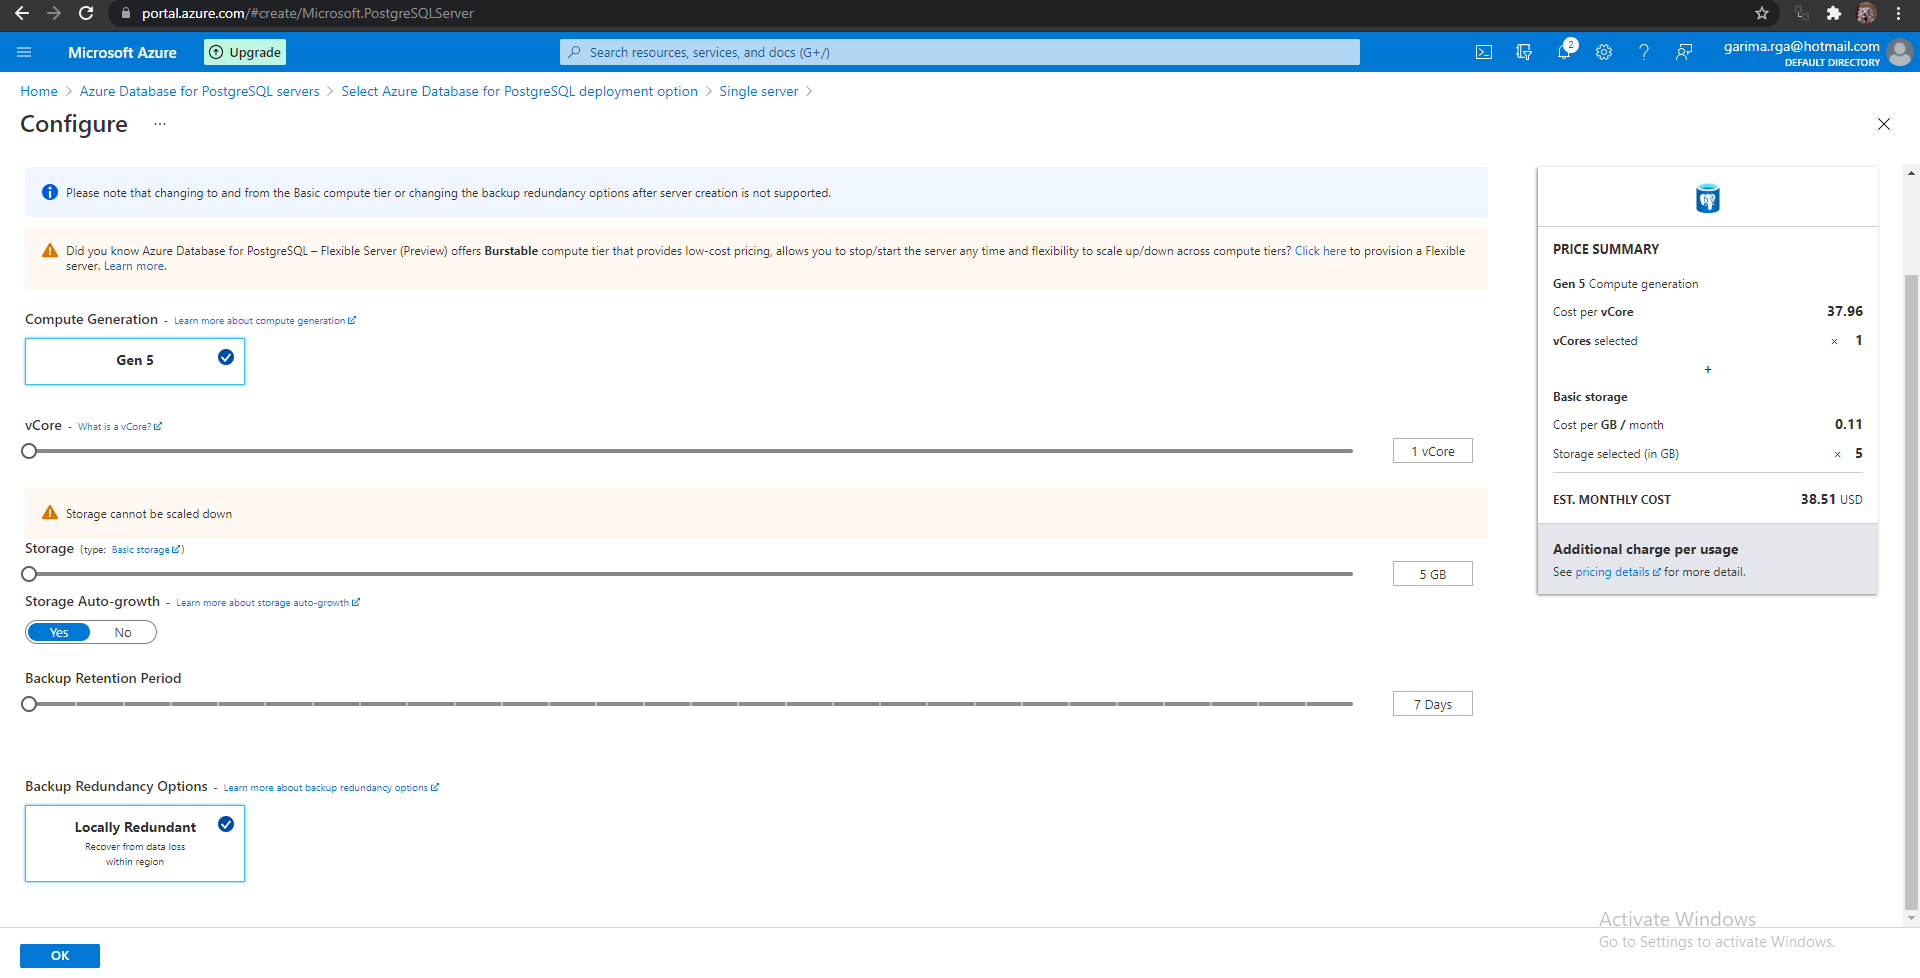 portal.azure.com/#create/Microsoft.PostgreSQLServer
Microsoft Azure
Upgrade
Search resources, services, and docs (G+/)
2
garima.rga@hotmail.com
DEFAULT DIRECTORY
Home > Azure Database for PostgreSQL servers > Select Azure Database for PostgreSQL deployment option > Single server >
Configure ...
Please note that changing to and from the Basic compute tier or changing the backup redundancy options after server creation is not supported.
Did you know Azure Database for PostgreSQL – Flexible Server (Preview) offers Burstable compute tier that provides low-cost pricing, allows you to stop/start the server any time and flexibility to scale up/down across compute tiers? Click here to provision a Flexible
server. Learn more.
Compute Generation - Learn more about compute generation
Gen 5
vCore - What is a vCore?
1 vCore
Storage cannot be scaled down
Storage (type: Basic storage)
5 GB
Storage Auto-growth - Learn more about storage auto-growth
Yes No
Backup Retention Period
7 Days
Backup Redundancy Options - Learn more about backup redundancy options
Locally Redundant
Recover from data loss
within region
OK
PRICE SUMMARY
Gen 5 Compute generation
Cost per vCore 37.96
vCores selected × 1
+
Basic storage
Cost per GB / month 0.11
Storage selected (in GB) × 5
EST. MONTHLY COST 38.51 USD
Additional charge per usage
See pricing details for more detail.
Activate Windows
Go to Settings to activate Windows.